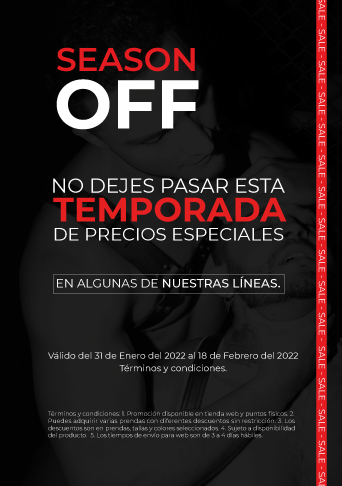 SEASON
OFF
NO DEJES PASAR ESTA
TEMPORADA
DE PRECIOS ESPECIALES
EN ALGUNAS DE NUESTRAS LÍNEAS.
Válido del 31 de Enero del 2022 al 18 de Febrero del 2022
Términos y condiciones.
Términos y condiciones. 1. Promoción disponible en tienda web y puntos físicos. 2.
Puedes adquirir varias prendas con diferentes descuentos sin restricción. 3. Los
descuentos son en prendas, tallas y colores seleccionados. 4. Sujeto a disponibilidad
del producto. 5. Los tiempos de envío para web son de 3 a 4 días hábiles.
SALE - SALE - SALE - SALE - SALE - SALE - SALE - SALE - SALE - SALE - SALE - SALE - SALE - SALE - SALE